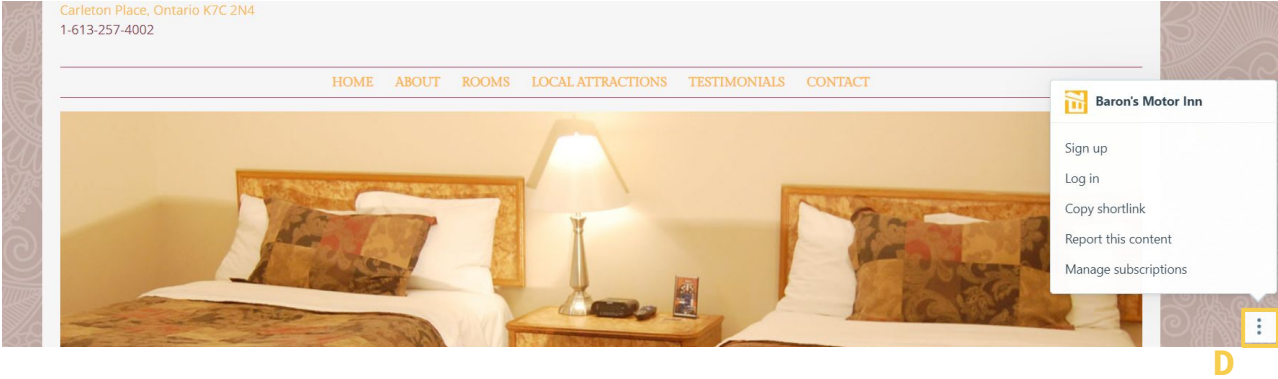 Carleton Place, Ontario K7C 2N4
1-613-257-4002
HOME ABOUT ROOMS LOCAL ATTRACTIONS TESTIMONIALS CONTACT
Baron's Motor Inn
Sign up
Log in
Copy shortlink
Report this content
Manage subscriptions
D